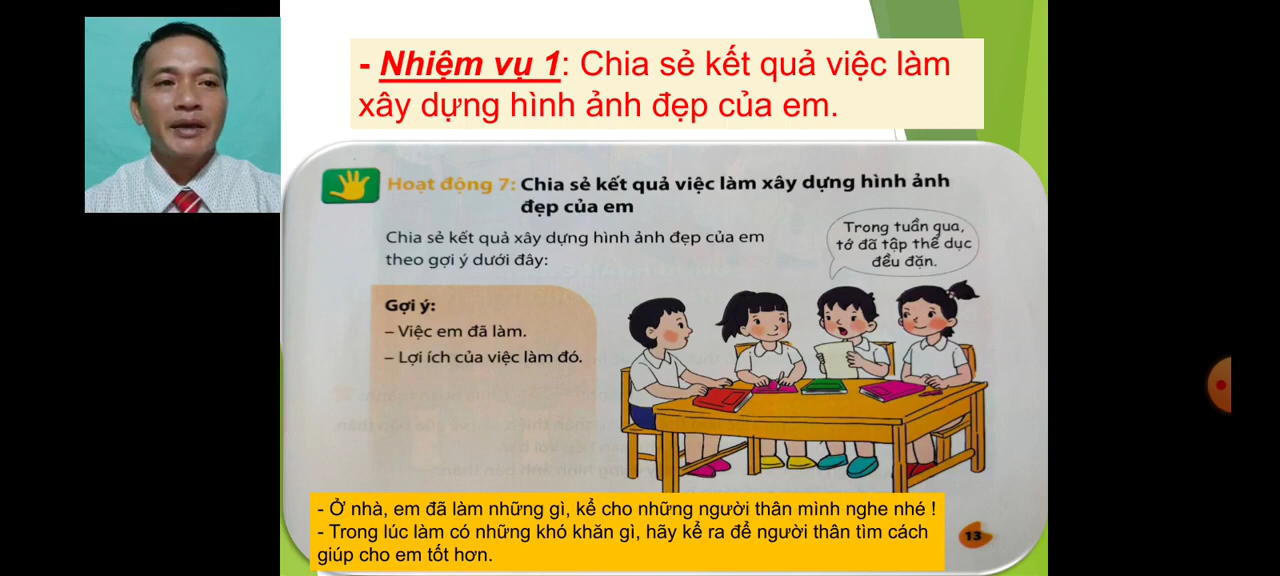 - Nhiệm vụ 1: Chia sẻ kết quả việc làm
xây dựng hình ảnh đẹp của em.
Hoạt động 7: Chia sẻ kết quả việc làm xây dựng hình ảnh
đẹp của em
Chia sẻ kết quả xây dựng hình ảnh đẹp của em
theo gợi ý dưới đây:
Trong tuần qua,
tớ đã tập thể dục
đều đặn.
Gợi ý:
– Việc em đã làm.
– Lợi ích của việc làm đó.
- Ở nhà, em đã làm những gì, kể cho những người thân mình nghe nhé !
- Trong lúc làm có những khó khăn gì, hãy kể ra để người thân tìm cách
giúp cho em tốt hơn.
13